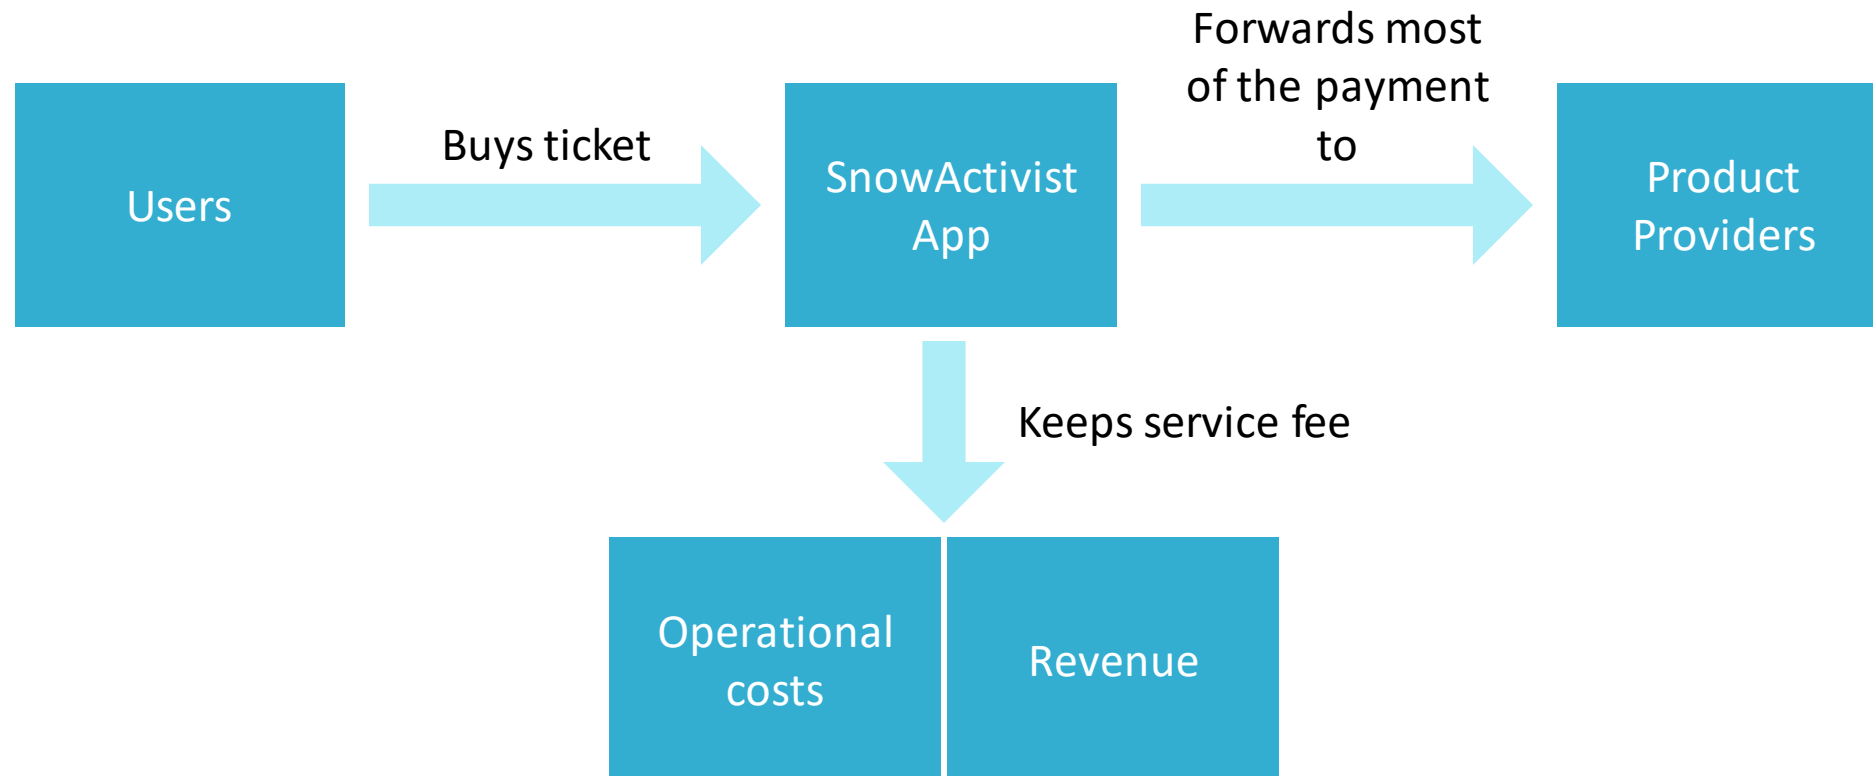 Users
Buys ticket
SnowActivist
App
Forwards most
of the payment
to
Product
Providers
Keeps service fee
Operational
costs
Revenue